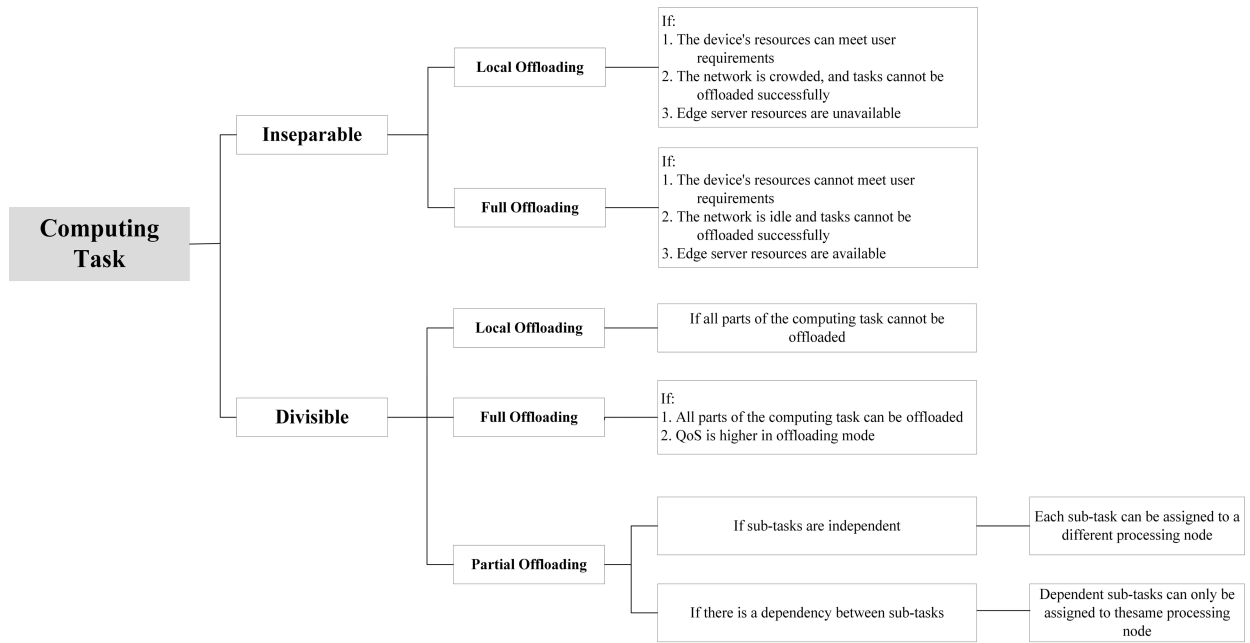 Computing
Task
Inseparable
Local Offloading
If:
1. The device's resources can meet user
requirements
2. The network is crowded, and tasks cannot be
offloaded successfully
3. Edge server resources are unavailable
Full Offloading
If:
1. The device's resources cannot meet user
requirements
2. The network is idle and tasks cannot be
offloaded successfully
3. Edge server resources are available
Divisible
Local Offloading
If all parts of the computing task cannot be
offloaded
Full Offloading
If:
1. All parts of the computing task can be offloaded
2. QoS is higher in offloading mode
Partial Offloading
If sub-tasks are independent
Each sub-task can be assigned to a
different processing node
If there is a dependency between sub-tasks
Dependent sub-tasks can only be
assigned to thesame processing
node